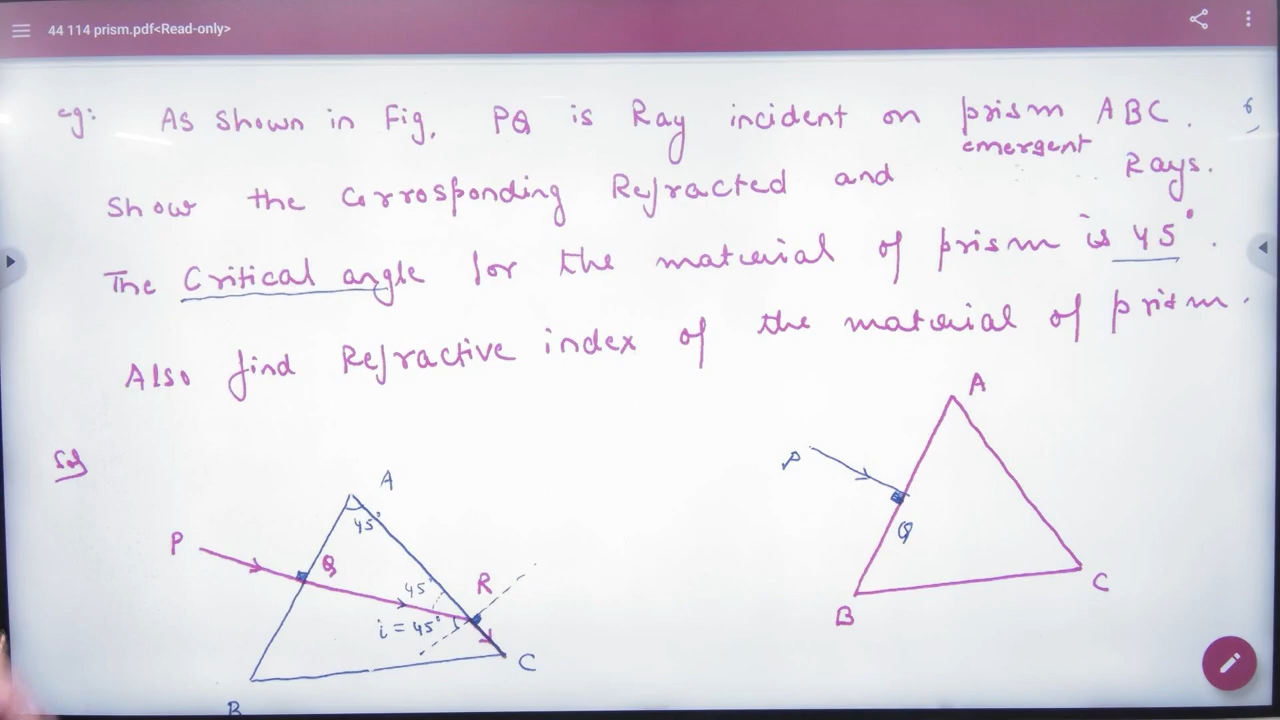 44 114 prism.pdf<Read-only>
eg: As shown in Fig, PQ is Ray incident on prism ABC. 6
Show the Corrosponding Refracted and emergent Rays.
The Critical angle for the material of prism is 45°.
Also find Refractive index of the material of prism.
Sol
A
45°
P
Q
45°
R
i = 45°
C
B
A
P
Q
C
B